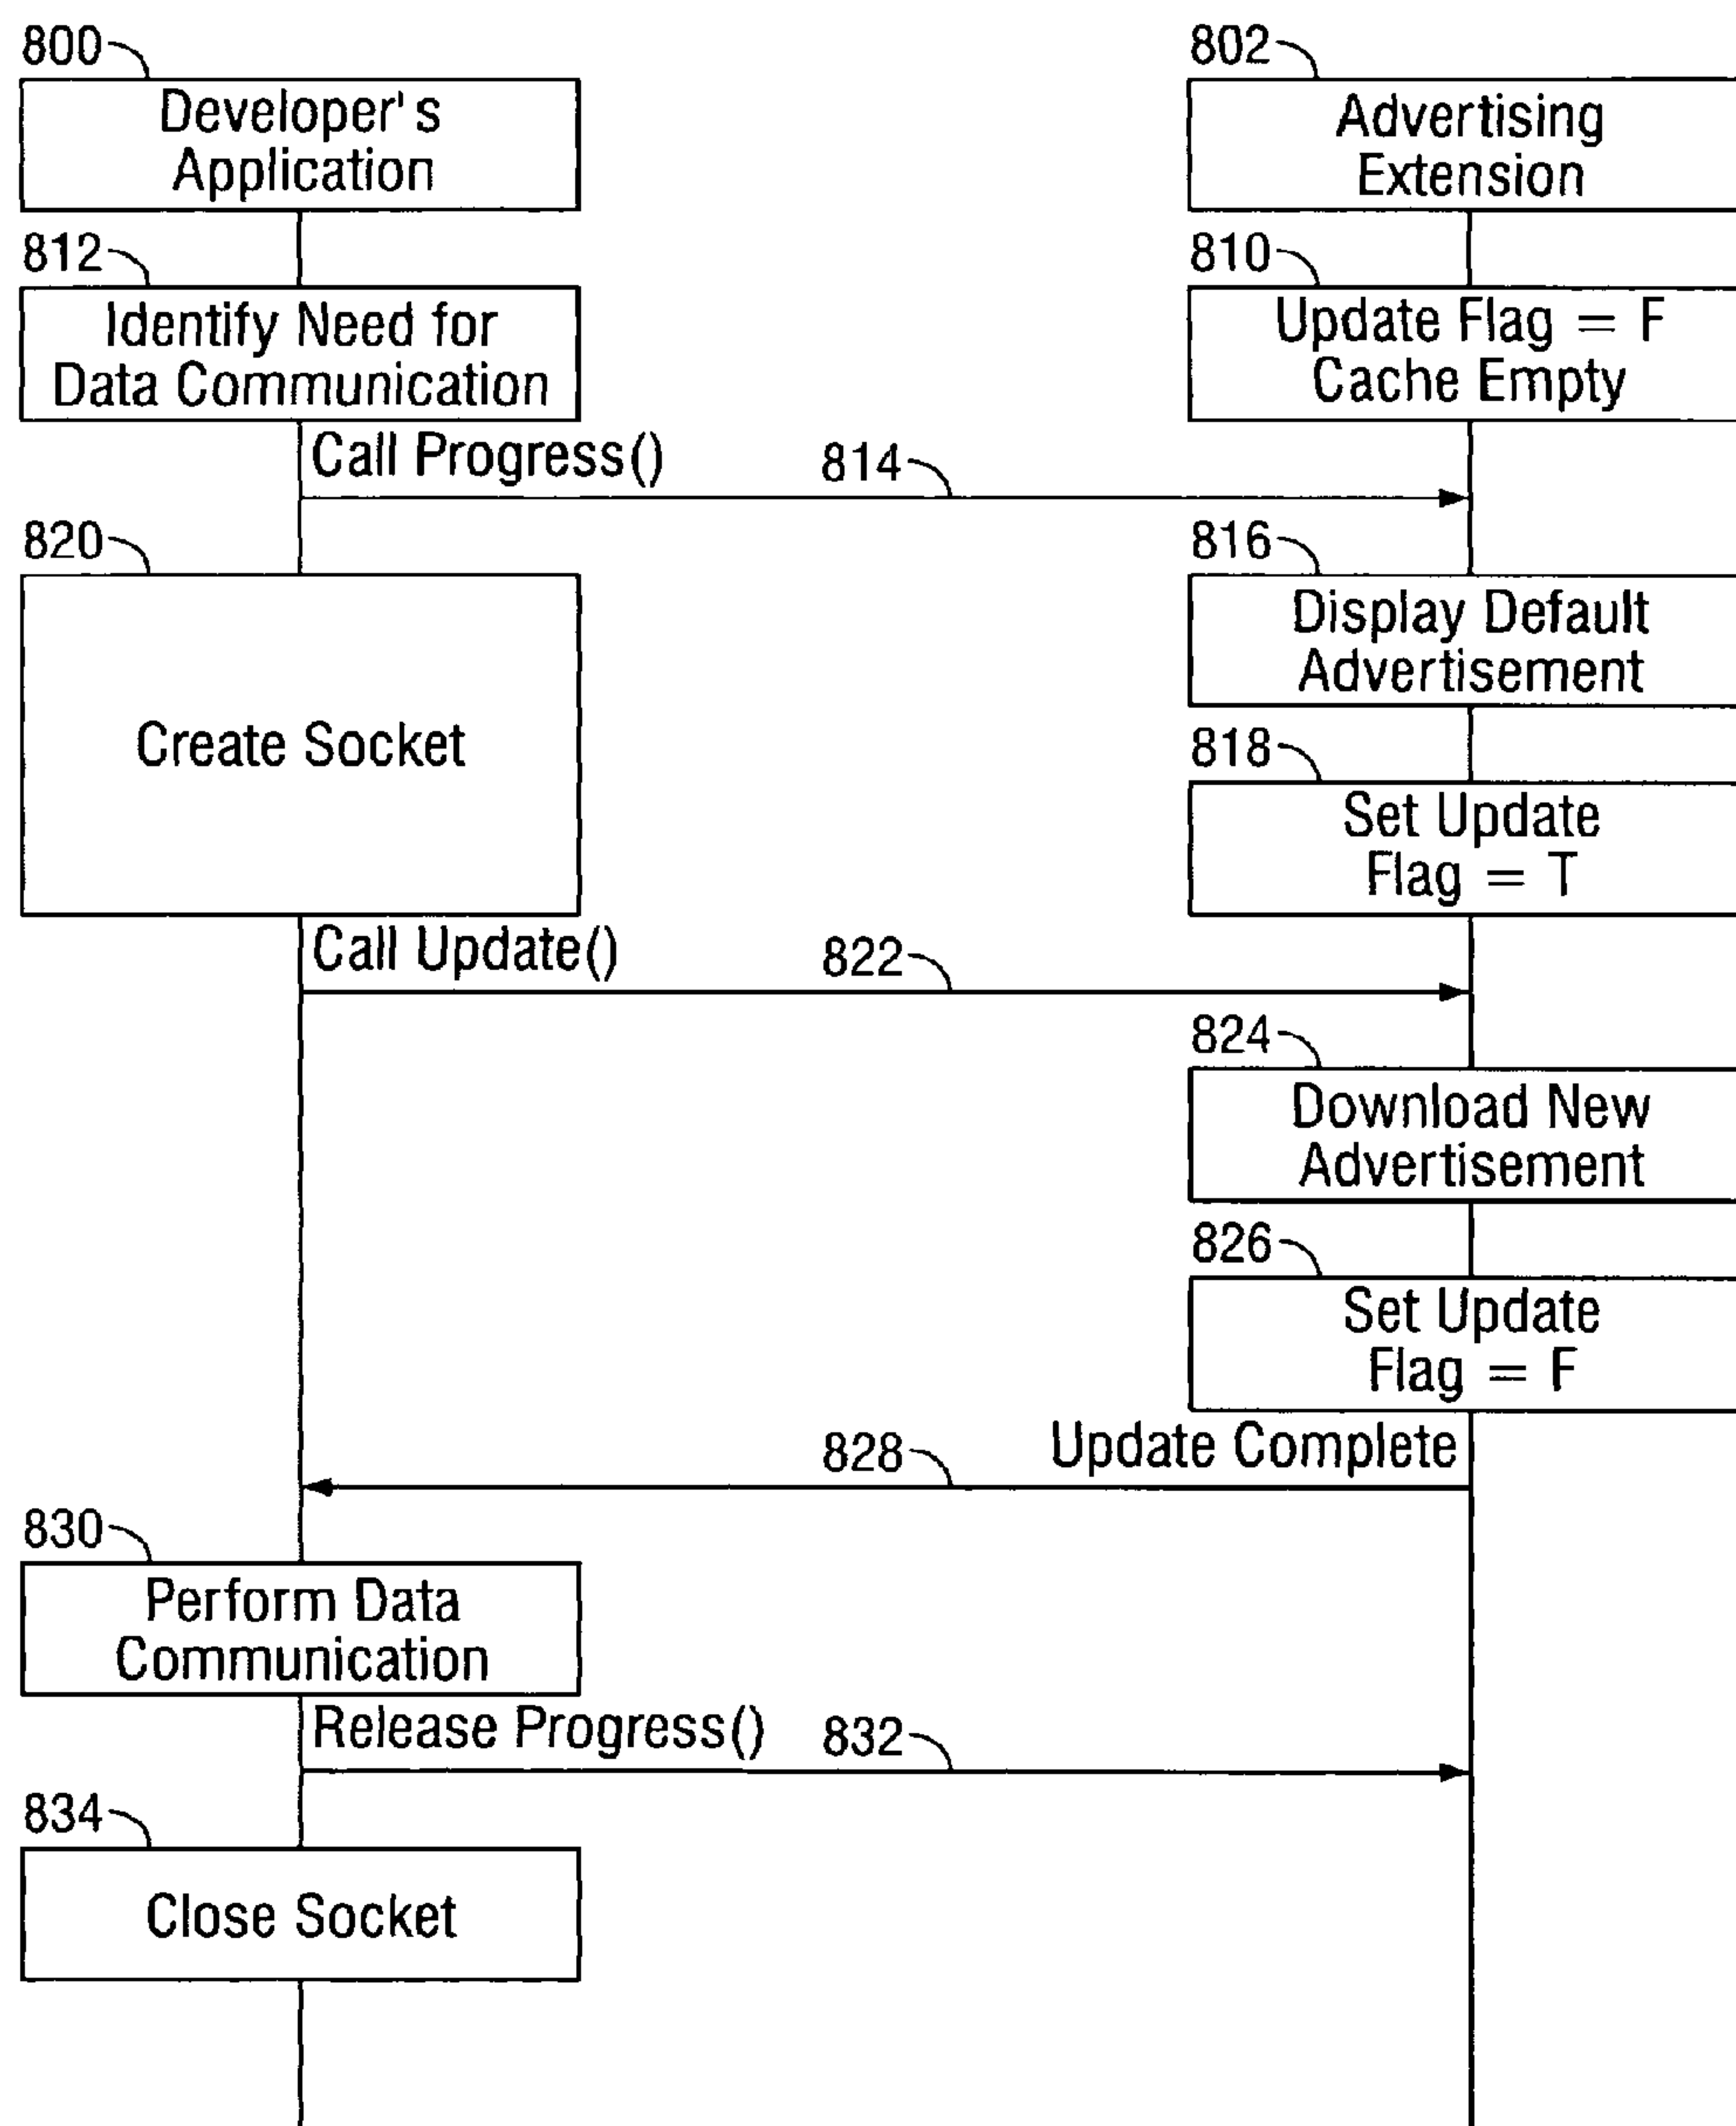 800
802
Developer's
Application
Advertising
Extension
812
810
Identify Need for
Data Communication
Update Flag = F
Cache Empty
Call Progress()
814
820
816
Create Socket
Display Default
Advertisement
818
Set Update
Flag = T
Call Update()
822
824
Download New
Advertisement
826
Set Update
Flag = F
828
Update Complete
830
Perform Data
Communication
Release Progress()
832
834
Close Socket